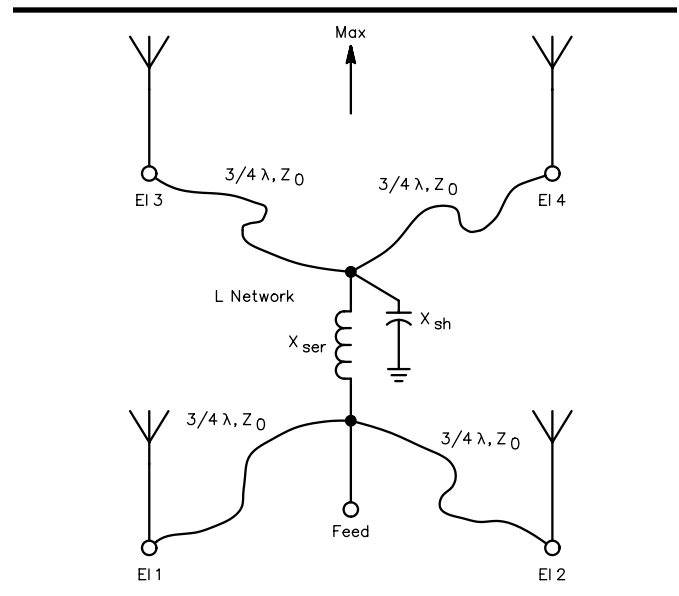 Max
3/4 λ, Z0
3/4 λ, Z0
El 3
El 4
L Network
Xser
Xsh
3/4 λ, Z0
3/4 λ, Z0
Feed
El 1
El 2